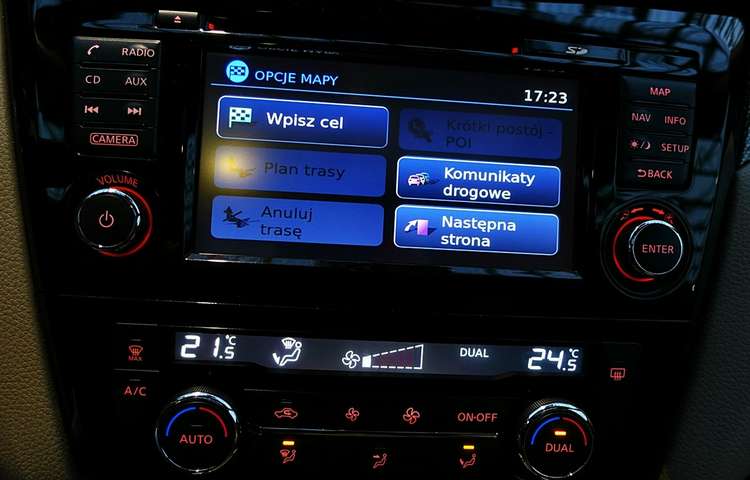 SD
RADIO
CD AUX
CAMERA
VOLUME
OPCJE MAPY
17:23
Wpisz cel
Krótki postój -
POI
Plan trasy
Komunikaty
drogowe
Anuluj
trasę
Następna
strona
MAP
NAV INFO
SETUP
BACK
ENTER
21.5°C
DUAL
24.5°C
MAX
A/C
AUTO
ON·OFF
DUAL